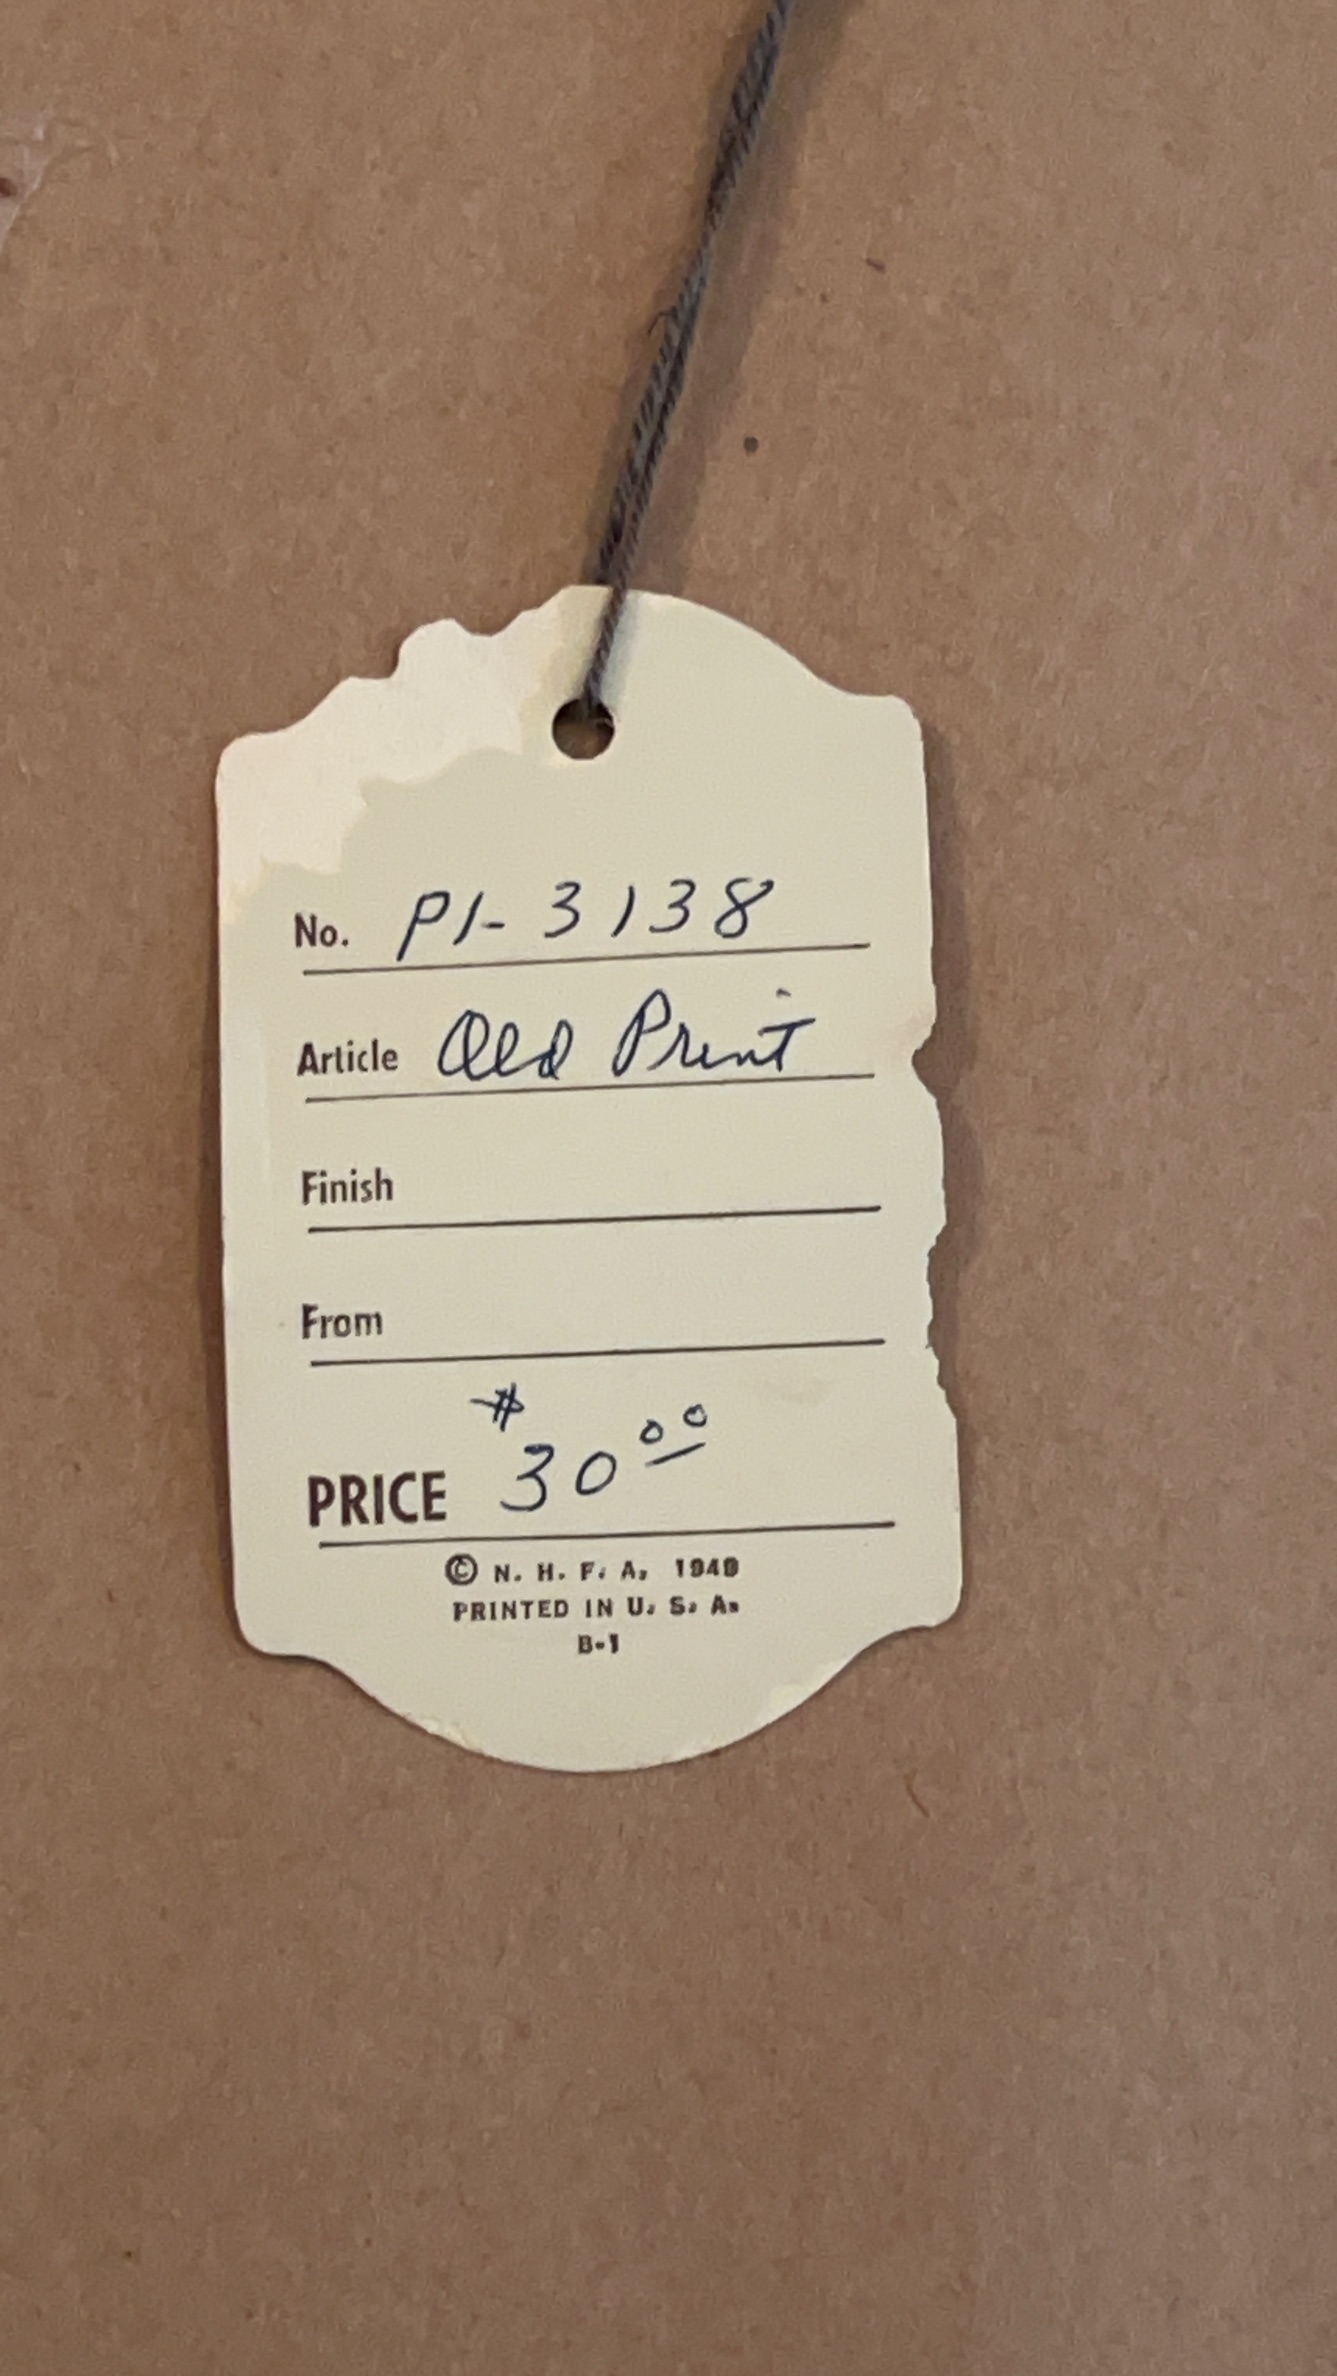 No. P1-3138
Article Old Print
Finish
From
PRICE $30.00
© N. H. F. A. 1949
PRINTED IN U. S. A.
B-1